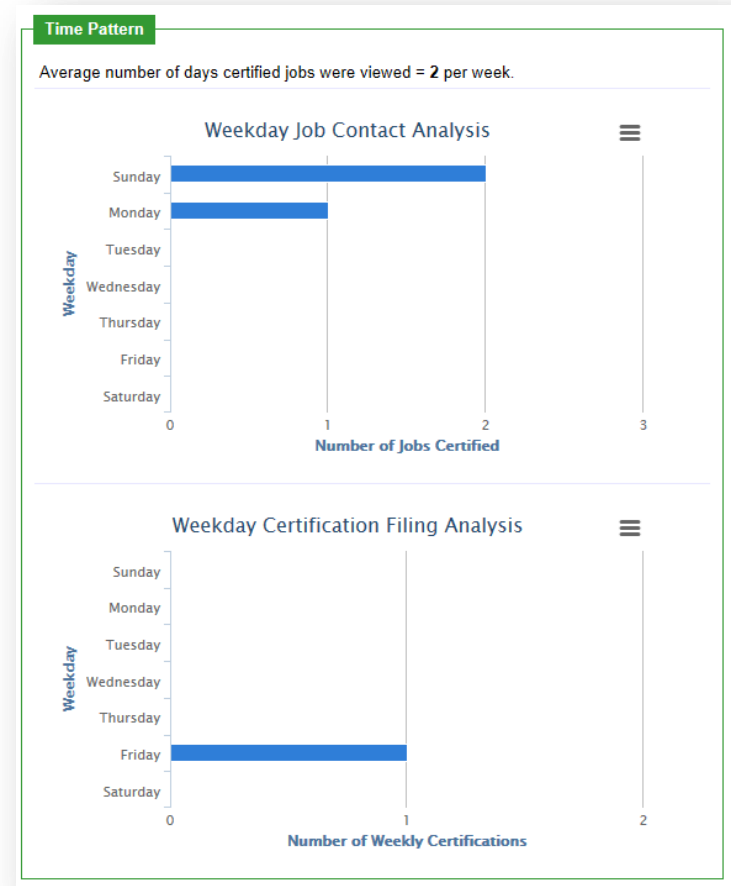 Time Pattern
Average number of days certified jobs were viewed = 2 per week.
Weekday Job Contact Analysis
Weekday
Sunday
Monday
Tuesday
Wednesday
Thursday
Friday
Saturday
0 1 2 3
Number of Jobs Certified
Weekday Certification Filing Analysis
Weekday
Sunday
Monday
Tuesday
Wednesday
Thursday
Friday
Saturday
0 1 2
Number of Weekly Certifications